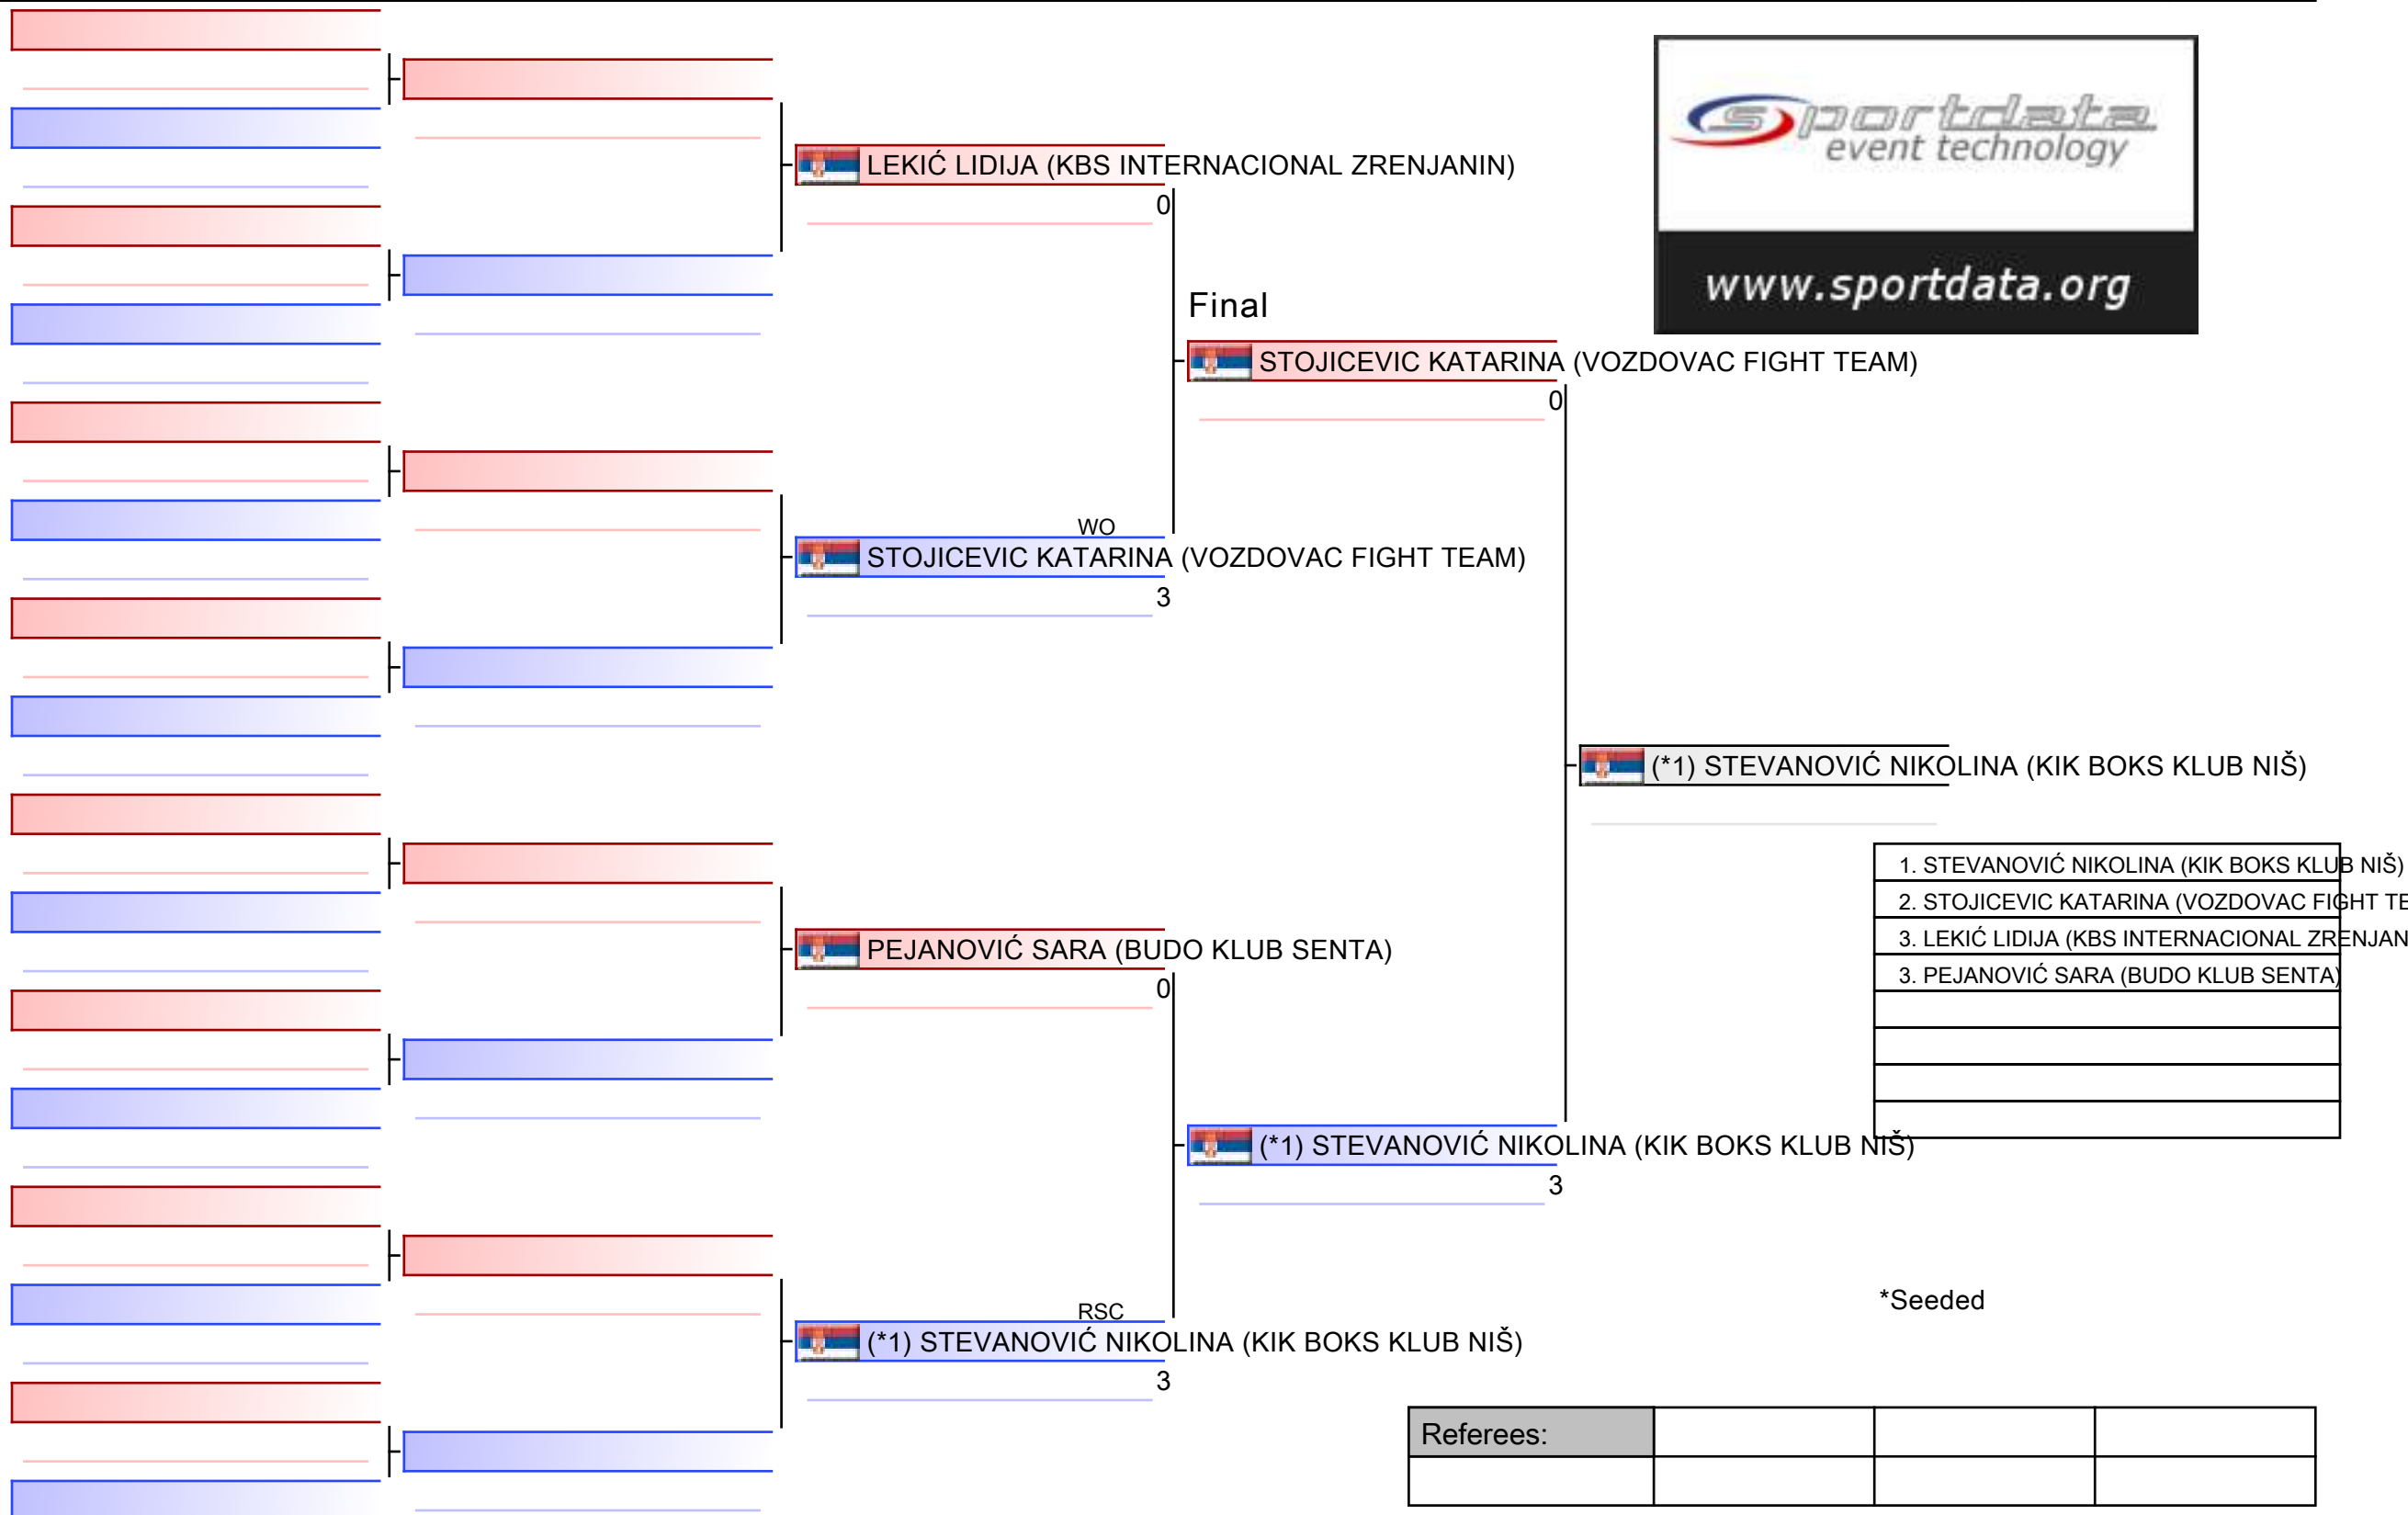 sportdata
event technology
www.sportdata.org
LEKIĆ LIDIJA (KBS INTERNACIONAL ZRENJANIN)
0
Final
STOJICEVIC KATARINA (VOZDOVAC FIGHT TEAM)
0
WO
STOJICEVIC KATARINA (VOZDOVAC FIGHT TEAM)
3
(*1) STEVANOVIĆ NIKOLINA (KIK BOKS KLUB NIŠ)
1. STEVANOVIĆ NIKOLINA (KIK BOKS KLUB NIŠ)
2. STOJICEVIC KATARINA (VOZDOVAC FIGHT TE
3. LEKIĆ LIDIJA (KBS INTERNACIONAL ZRENJAN
3. PEJANOVIĆ SARA (BUDO KLUB SENTA)
PEJANOVIĆ SARA (BUDO KLUB SENTA)
0
(*1) STEVANOVIĆ NIKOLINA (KIK BOKS KLUB NIŠ)
3
RSC
(*1) STEVANOVIĆ NIKOLINA (KIK BOKS KLUB NIŠ)
3
*Seeded
Referees: